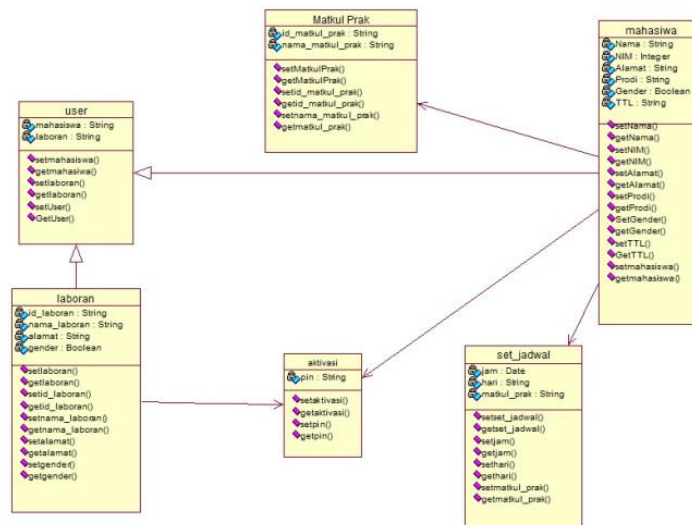 Matkul Prak
id_matkul_prak : String
nama_matkul_prak : String
setMatkulPrak()
getMatkulPrak()
setid_matkul_prak()
getid_matkul_prak()
setnama_matkul_prak()
getmatkul_prak()
mahasiwa
Nama : String
NIM : Integer
Alamat : String
Prodi : String
Gender : Boolean
TTL : String
setNama()
getNama()
setNIM()
getNIM()
setAlamat()
getAlamat()
setProdi()
getProdi()
SetGender()
getGender()
setTTL()
GetTTL()
setmahasiswa()
getmahasiswa()
user
mahasiswa : String
laboran : String
setmahasiwa()
getmahasiwa()
setlaboran()
getlaboran()
setUser()
GetUser()
laboran
id_laboran : String
nama_laboran : String
alamat : String
gender : Boolean
setlaboran()
getlaboran()
setid_laboran()
getid_laboran()
setnama_laboran()
getnama_laboran()
setalamat()
getalamat()
setgender()
getgender()
aktivasi
pin : String
setaktivasi()
getaktivasi()
setpin()
getpin()
set_jadwal
jam : Date
hari : String
matkul_prak : String
setset_jadwal()
getset_jadwal()
setjam()
getjam()
sethari()
gethari()
setmatkul_prak()
getmatkul_prak()